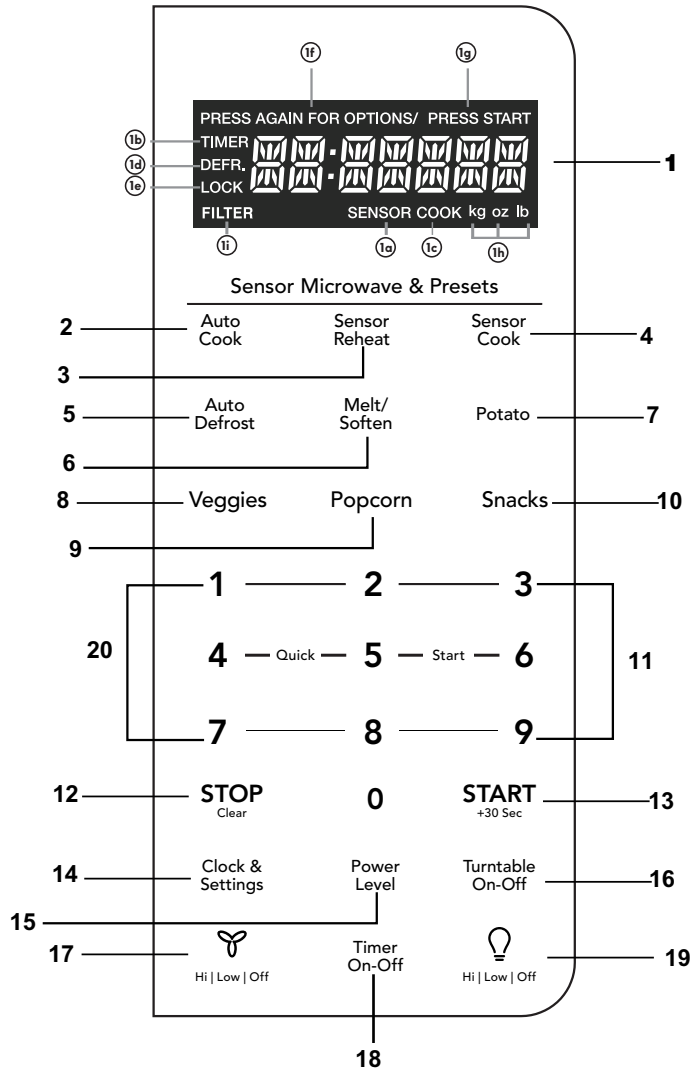 1f 1g
PRESS AGAIN FOR OPTIONS/ PRESS START
1b TIMER
1d DEFR.
1e LOCK
1
FILTER SENSOR COOK kg oz lb
1i 1a 1c 1h
Sensor Microwave & Presets
2 Auto Cook
3 Sensor Reheat
Sensor Cook 4
5 Auto Defrost
6 Melt/ Soften
Potato 7
8 Veggies
9 Popcorn
Snacks 10
1 2 3
20 4 Quick 5 Start 6 11
7 8 9
12 STOP 0 START 13
Clear +30 Sec
14 Clock & Settings
15 Power Level
Turntable On-Off 16
17 Hi | Low | Off
Timer On-Off
Hi | Low | Off 19
18